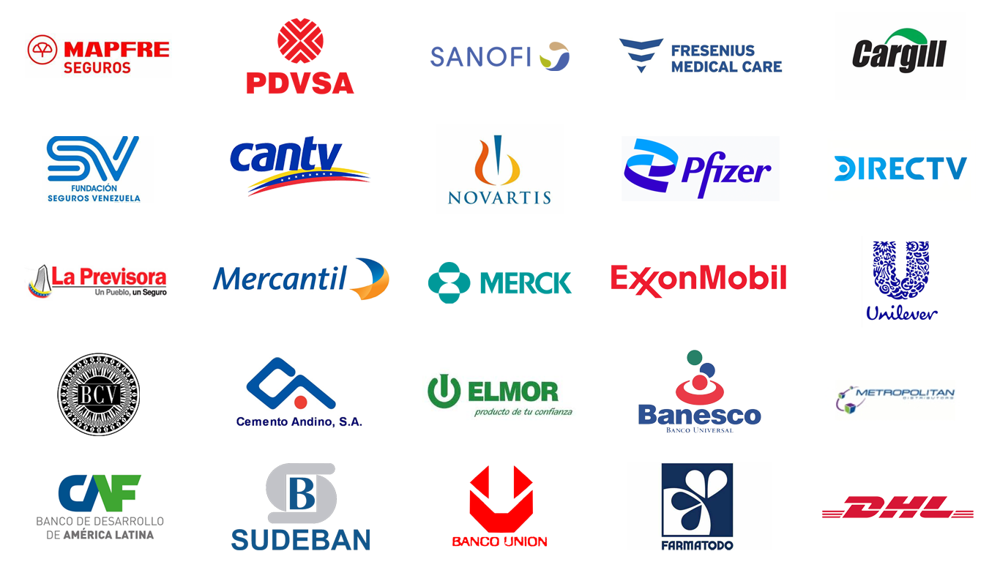 MAPFRE
SEGUROS
PDVSA
SANOFI
FRESENIUS
MEDICAL CARE
Cargill
SV
FUNDACIÓN
SEGUROS VENEZUELA
cantv
NOVARTIS
Pfizer
DIRECTV
La Previsora
Un Pueblo, un Seguro
Mercantil
MERCK
ExxonMobil
U
Unilever
BCV
CA
Cemento Andino, S.A.
ELMOR
producto de tu confianza
Banesco
BANCO UNIVERSAL
METROPOLITAN
DISTRIBUTORS
CAF
BANCO DE DESARROLLO
DE AMÉRICA LATINA
B
SUDEBAN
BANCO UNION
FARMATODO
DHL